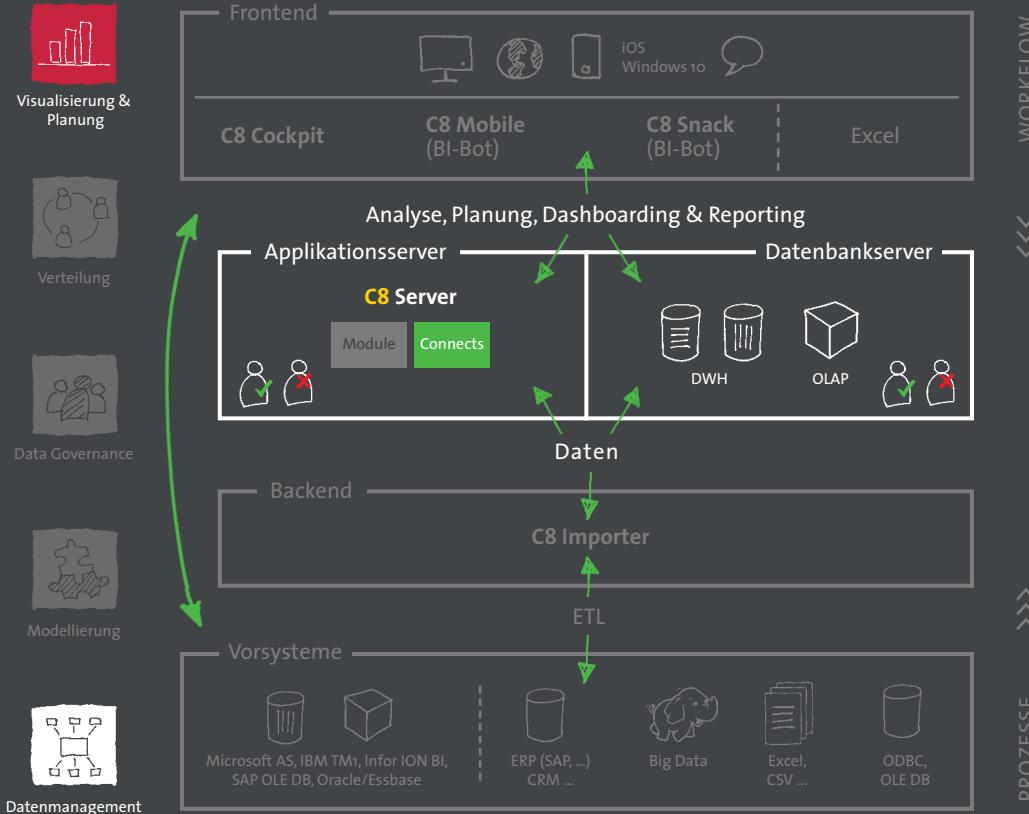 Frontend
iOS
Windows 10
C8 Cockpit
C8 Mobile
(BI-Bot)
C8 Snack
(BI-Bot)
Excel
Analyse, Planung, Dashboarding & Reporting
Applikationsserver
C8 Server
Module
Connects
Datenbankserver
DWH
OLAP
Daten
Backend
C8 Importer
ETL
Vorsysteme
Microsoft AS, IBM TM1, Infor ION BI,
SAP OLE DB, Oracle/Essbase
ERP (SAP, ...)
CRM ...
Big Data
Excel,
CSV ...
ODBC,
OLE DB
Visualisierung &
Planung
Verteilung
Data Governance
Modellierung
Datenmanagement
WORKFLOW
PROZESSE